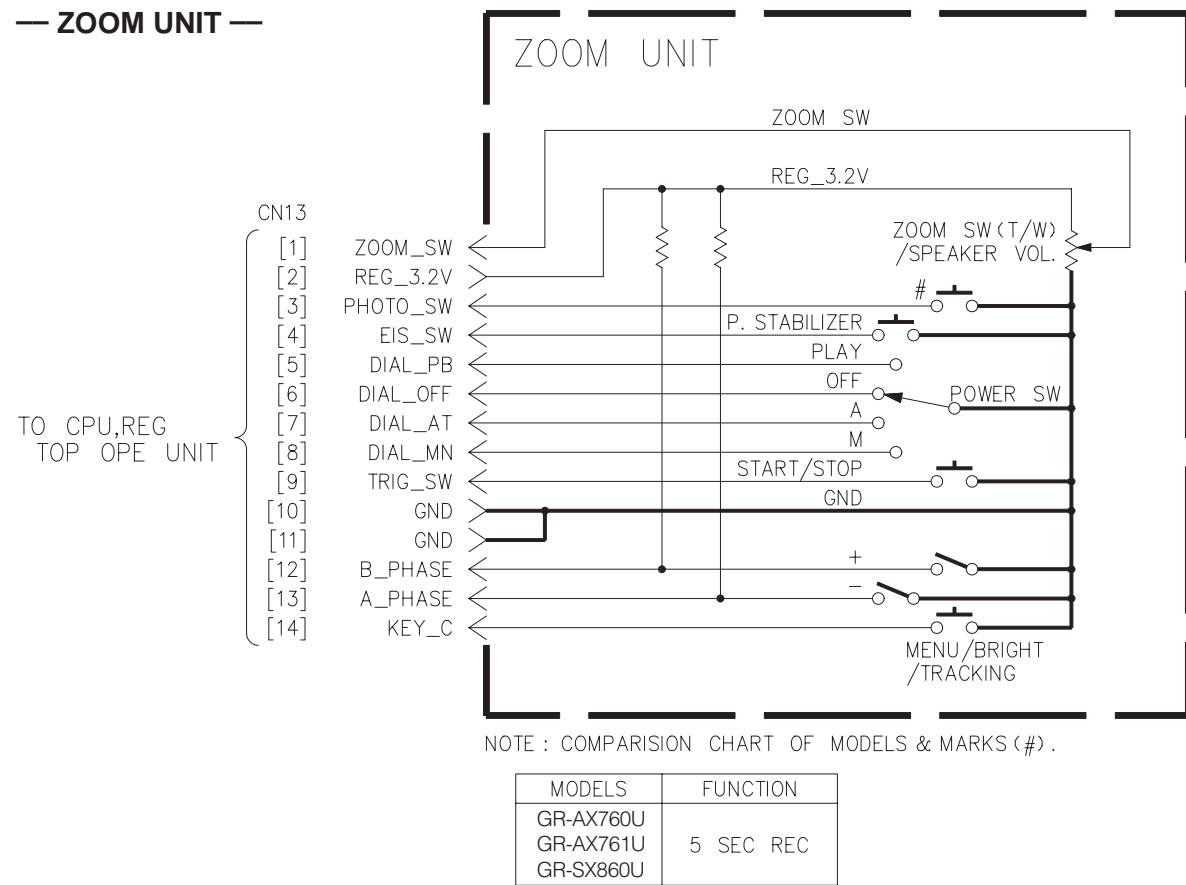 — ZOOM UNIT —
ZOOM UNIT
ZOOM SW
REG_3.2V
CN13
ZOOM SW(T/W)
/SPEAKER VOL.
[1] ZOOM_SW
[2] REG_3.2V
[3] PHOTO_SW #
[4] EIS_SW P. STABILIZER
[5] DIAL_PB PLAY
[6] DIAL_OFF OFF POWER SW
[7] DIAL_AT A
[8] DIAL_MN M
[9] TRIG_SW START/STOP
[10] GND GND
[11] GND
[12] B_PHASE +
[13] A_PHASE −
[14] KEY_C
TO CPU,REG
TOP OPE UNIT
MENU/BRIGHT
/TRACKING
NOTE : COMPARISION CHART OF MODELS & MARKS (#) .
MODELS FUNCTION
GR-AX760U
GR-AX761U 5 SEC REC
GR-SX860U